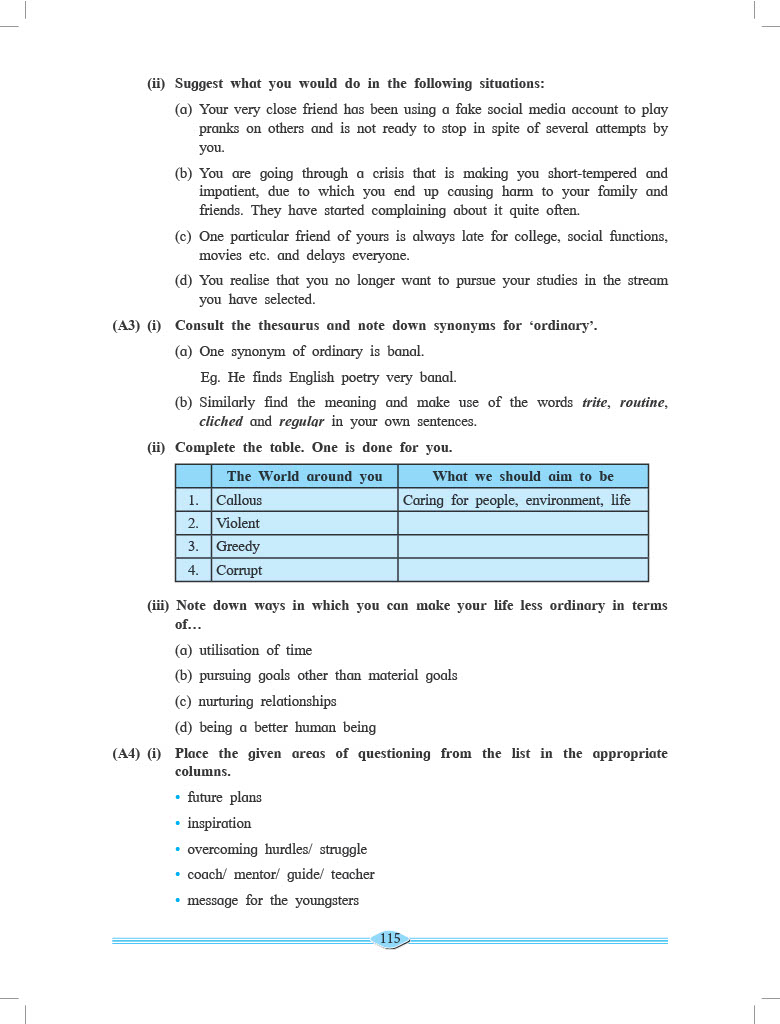 (ii) Suggest what you would do in the following situations:
(a) Your very close friend has been using a fake social media account to play
pranks on others and is not ready to stop in spite of several attempts by
you.
(b) You are going through a crisis that is making you short-tempered and
impatient, due to which you end up causing harm to your family and
friends. They have started complaining about it quite often.
(c) One particular friend of yours is always late for college, social functions,
movies etc. and delays everyone.
(d) You realise that you no longer want to pursue your studies in the stream
you have selected.
(A3) (i) Consult the thesaurus and note down synonyms for ‘ordinary’.
(a) One synonym of ordinary is banal.
Eg. He finds English poetry very banal.
(b) Similarly find the meaning and make use of the words trite, routine,
cliched and regular in your own sentences.
(ii) Complete the table. One is done for you.
The World around you What we should aim to be
1. Callous Caring for people, environment, life
2. Violent
3. Greedy
4. Corrupt
(iii) Note down ways in which you can make your life less ordinary in terms
of…
(a) utilisation of time
(b) pursuing goals other than material goals
(c) nurturing relationships
(d) being a better human being
(A4) (i) Place the given areas of questioning from the list in the appropriate
columns.
• future plans
• inspiration
• overcoming hurdles/ struggle
• coach/ mentor/ guide/ teacher
• message for the youngsters
115